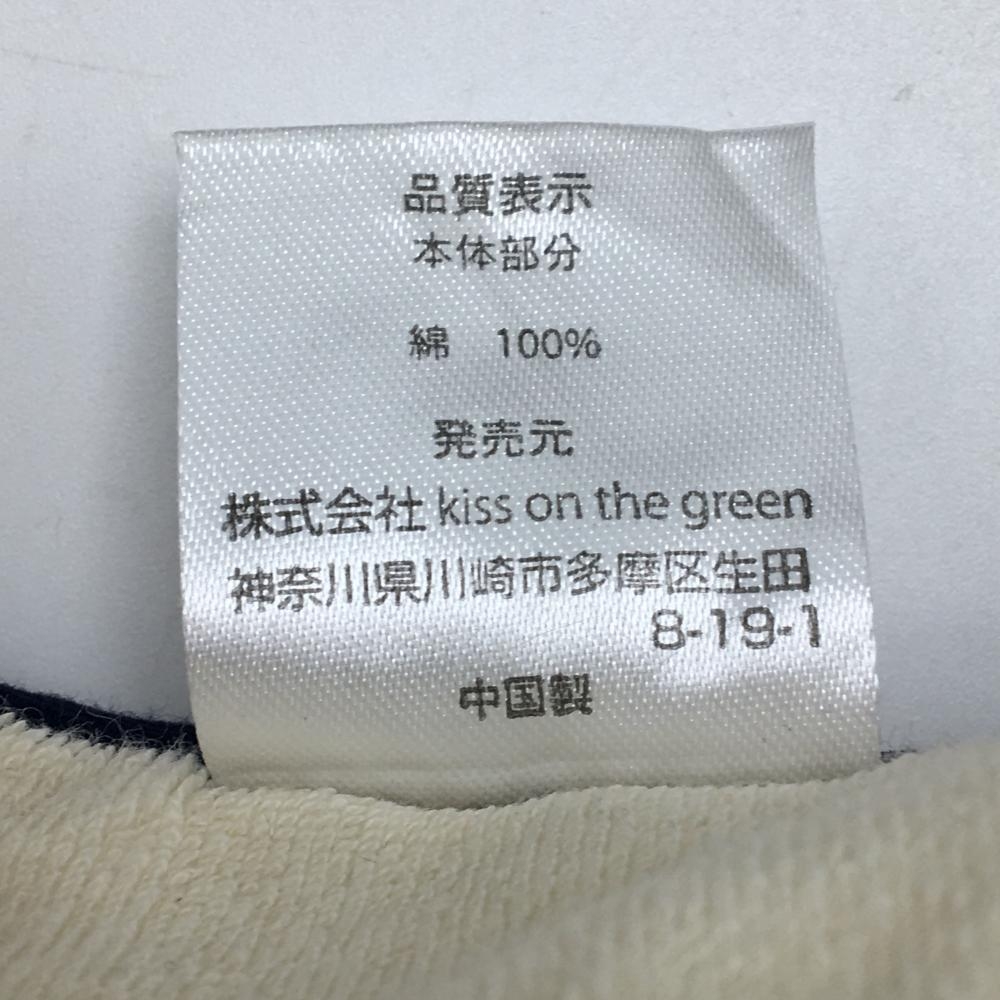 品質表示
本体部分
綿　100%
発売元
株式会社 kiss on the green
神奈川県川崎市多摩区生田
8-19-1
中国製